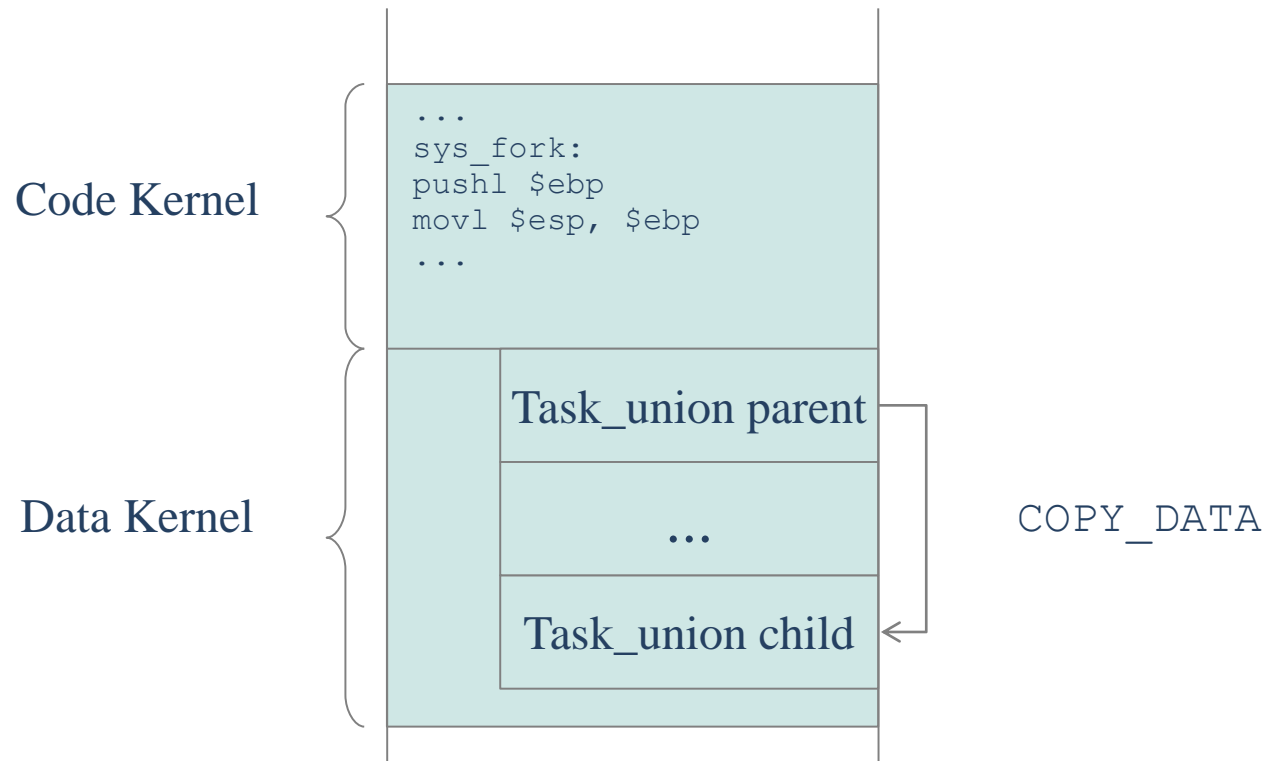 ...
sys_fork:
pushl $ebp
movl $esp, $ebp
...
Code Kernel
Task_union parent
Data Kernel
...
COPY_DATA
Task_union child